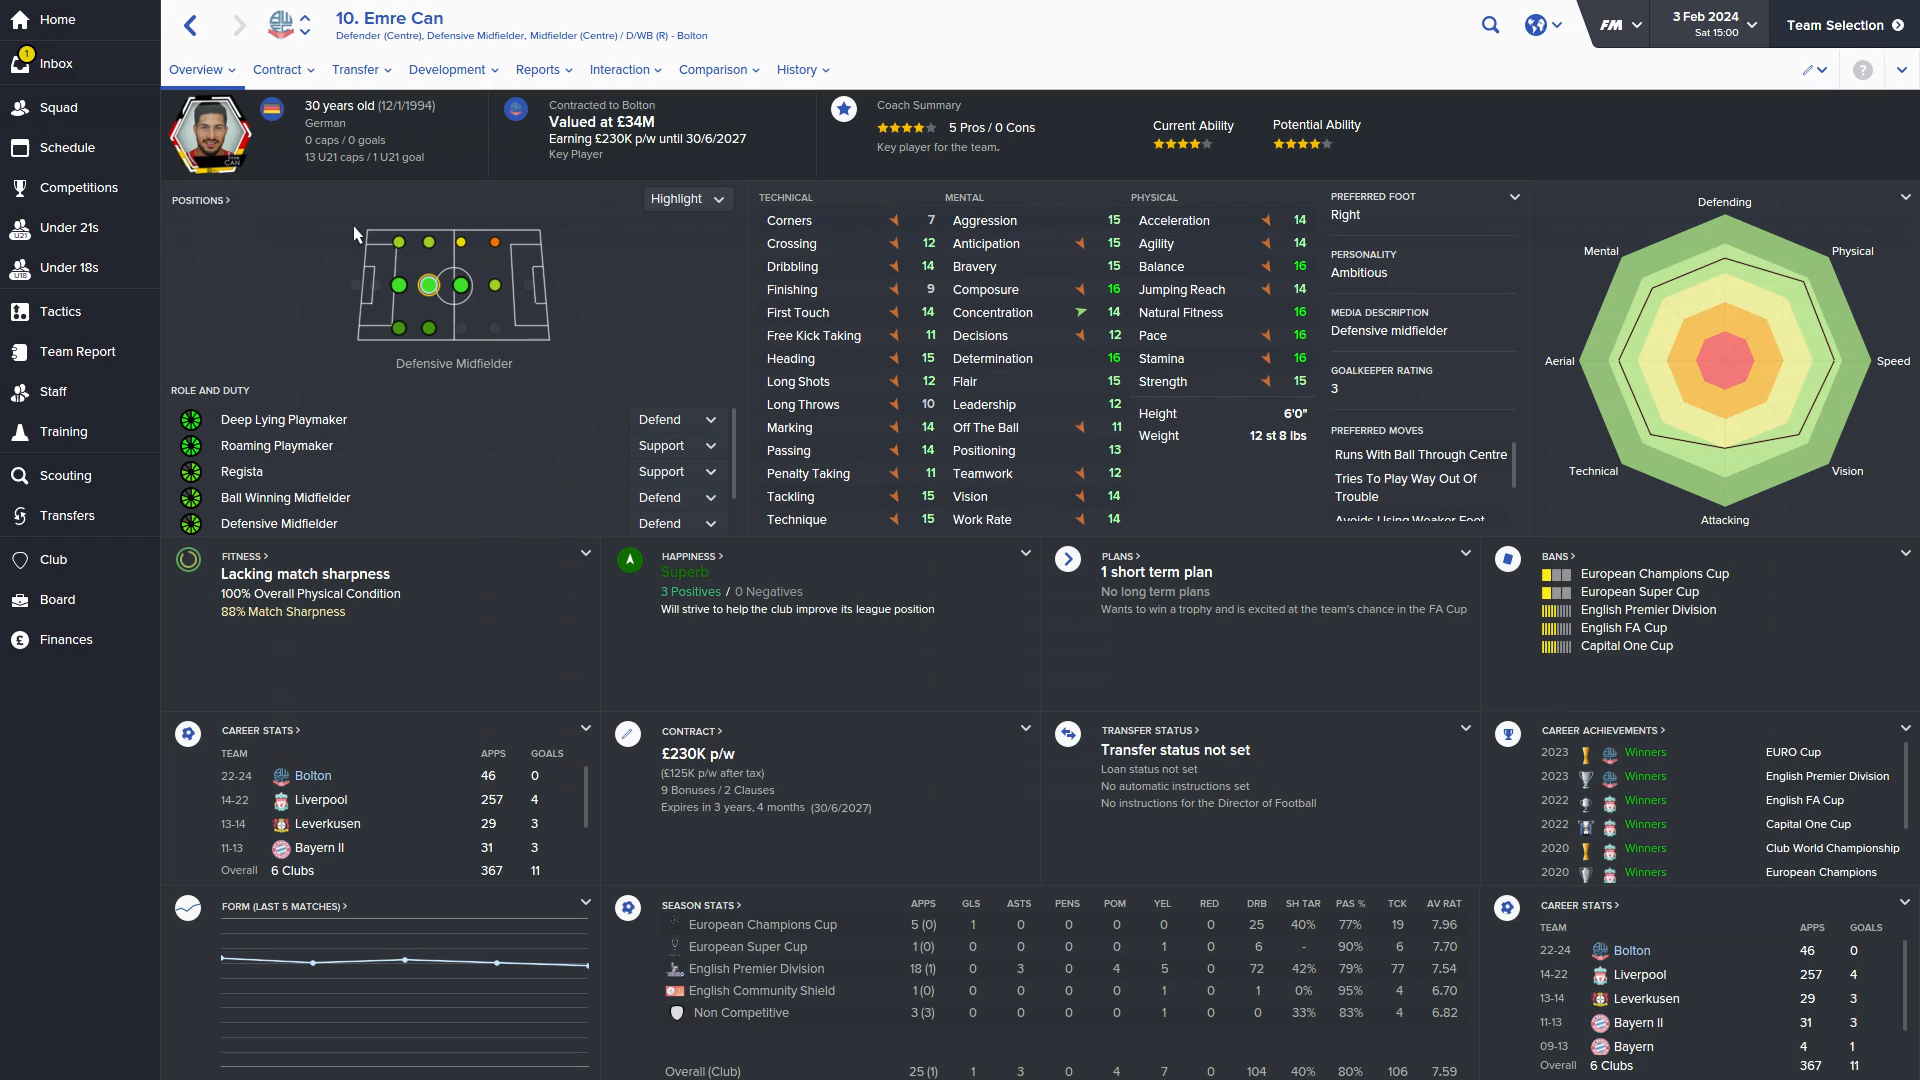 Home
1
Inbox
Squad
Schedule
Competitions
U21
Under 21s
U18
Under 18s
Tactics
Team Report
Staff
Training
Scouting
Transfers
Club
Board
Finances
10. Emre Can
Defender (Centre), Defensive Midfielder, Midfielder (Centre) / D/WB (R) - Bolton
FM
3 Feb 2024
Sat 15:00
Team Selection
Overview Contract Transfer Development Reports Interaction Comparison History
?
CAN
30 years old (12/1/1994)
German
0 caps / 0 goals
13 U21 caps / 1 U21 goal
Contracted to Bolton
Valued at £34M
Earning £230K p/w until 30/6/2027
Key Player
Coach Summary
5 Pros / 0 Cons
Key player for the team.
Current Ability
Potential Ability
POSITIONS >
Highlight
Defensive Midfielder
ROLE AND DUTY
Deep Lying Playmaker Defend
Roaming Playmaker Support
Regista Support
Ball Winning Midfielder Defend
Defensive Midfielder Defend
TECHNICAL
Corners 7
Crossing 12
Dribbling 14
Finishing 9
First Touch 14
Free Kick Taking 11
Heading 15
Long Shots 12
Long Throws 10
Marking 14
Passing 14
Penalty Taking 11
Tackling 15
Technique 15
MENTAL
Aggression 15
Anticipation 15
Bravery 15
Composure 16
Concentration 14
Decisions 12
Determination 16
Flair 15
Leadership 12
Off The Ball 11
Positioning 13
Teamwork 12
Vision 14
Work Rate 14
PHYSICAL
Acceleration 14
Agility 14
Balance 16
Jumping Reach 14
Natural Fitness 16
Pace 16
Stamina 16
Strength 15
Height 6'0"
Weight 12 st 8 lbs
PREFERRED FOOT
Right
PERSONALITY
Ambitious
MEDIA DESCRIPTION
Defensive midfielder
GOALKEEPER RATING
3
PREFERRED MOVES
Runs With Ball Through Centre
Tries To Play Way Out Of
Trouble
Avoids Using Weaker Foot
Defending
Mental
Physical
Aerial
Speed
Technical
Vision
Attacking
FITNESS >
Lacking match sharpness
100% Overall Physical Condition
88% Match Sharpness
HAPPINESS >
Superb
3 Positives / 0 Negatives
Will strive to help the club improve its league position
PLANS >
1 short term plan
No long term plans
Wants to win a trophy and is excited at the team's chance in the FA Cup
BANS >
European Champions Cup
European Super Cup
English Premier Division
English FA Cup
Capital One Cup
CAREER STATS >
TEAM APPS GOALS
22-24 Bolton 46 0
14-22 Liverpool 257 4
13-14 Leverkusen 29 3
11-13 Bayern II 31 3
Overall 6 Clubs 367 11
CONTRACT >
£230K p/w
(£125K p/w after tax)
9 Bonuses / 2 Clauses
Expires in 3 years, 4 months (30/6/2027)
TRANSFER STATUS >
Transfer status not set
Loan status not set
No automatic instructions set
No instructions for the Director of Football
CAREER ACHIEVEMENTS >
2023 Winners EURO Cup
2023 Winners English Premier Division
2022 Winners English FA Cup
2022 Winners Capital One Cup
2020 Winners Club World Championship
2020 Winners European Champions
FORM (LAST 5 MATCHES) >
SEASON STATS > APPS GLS ASTS PENS POM YEL RED DRB SH TAR PAS % TCK AV RAT
European Champions Cup 5 (0) 1 0 0 0 0 0 25 40% 77% 19 7.96
European Super Cup 1 (0) 0 0 0 0 1 0 6 - 90% 6 7.70
English Premier Division 18 (1) 0 3 0 4 5 0 72 42% 79% 77 7.54
English Community Shield 1 (0) 0 0 0 0 1 0 1 0% 95% 4 6.70
Non Competitive 3 (3) 0 0 0 0 1 0 0 33% 83% 4 6.82
Overall (Club) 25 (1) 1 3 0 4 7 0 104 40% 80% 106 7.59
CAREER STATS >
TEAM APPS GOALS
22-24 Bolton 46 0
14-22 Liverpool 257 4
13-14 Leverkusen 29 3
11-13 Bayern II 31 3
09-13 Bayern 4 1
Overall 6 Clubs 367 11